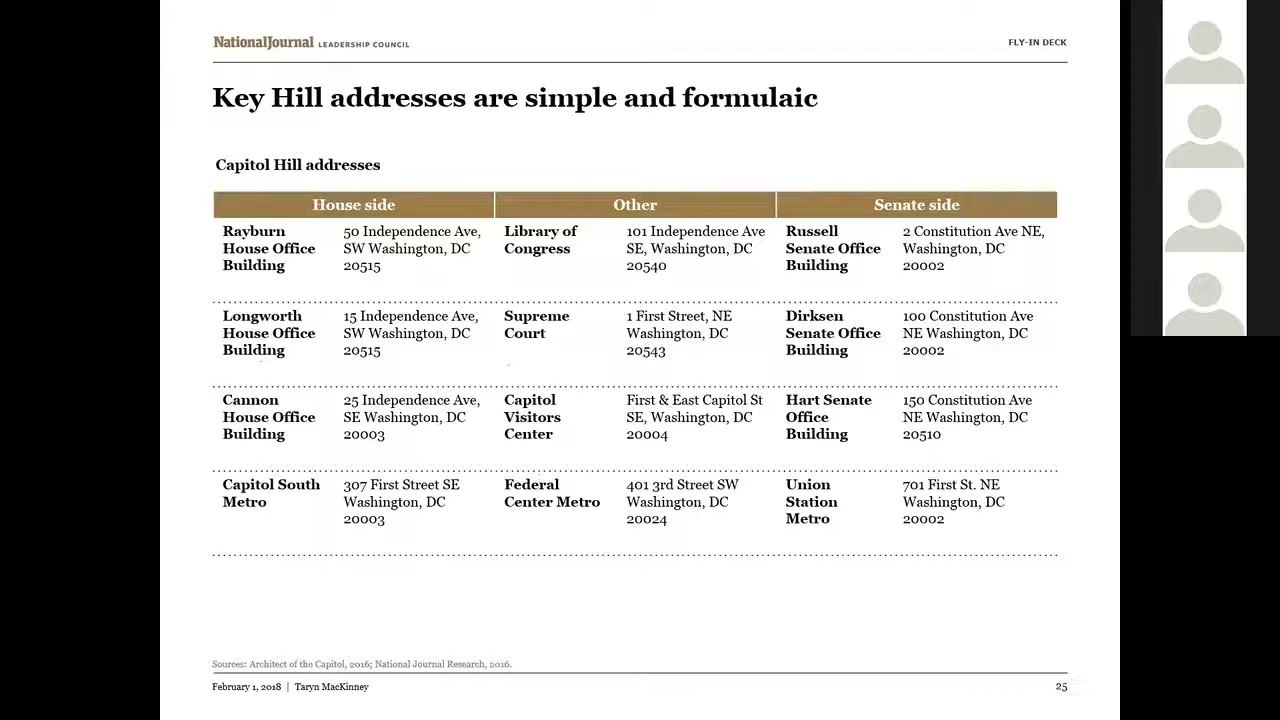 NationalJournal LEADERSHIP COUNCIL
FLY-IN DECK
Key Hill addresses are simple and formulaic
Capitol Hill addresses
House side
Other
Senate side
Rayburn
House Office
Building
50 Independence Ave,
SW Washington, DC
20515
Library of
Congress
101 Independence Ave
SE, Washington, DC
20540
Russell
Senate Office
Building
2 Constitution Ave NE,
Washington, DC
20002
Longworth
House Office
Building
15 Independence Ave,
SW Washington, DC
20515
Supreme
Court
1 First Street, NE
Washington, DC
20543
Dirksen
Senate Office
Building
100 Constitution Ave
NE Washington, DC
20002
Cannon
House Office
Building
25 Independence Ave,
SE Washington, DC
20003
Capitol
Visitors
Center
First & East Capitol St
SE, Washington, DC
20004
Hart Senate
Office
Building
150 Constitution Ave
NE Washington, DC
20510
Capitol South
Metro
307 First Street SE
Washington, DC
20003
Federal
Center Metro
401 3rd Street SW
Washington, DC
20024
Union
Station
Metro
701 First St. NE
Washington, DC
20002
Sources: Architect of the Capitol, 2016; National Journal Research, 2016.
February 1, 2018 | Taryn MacKinney
25